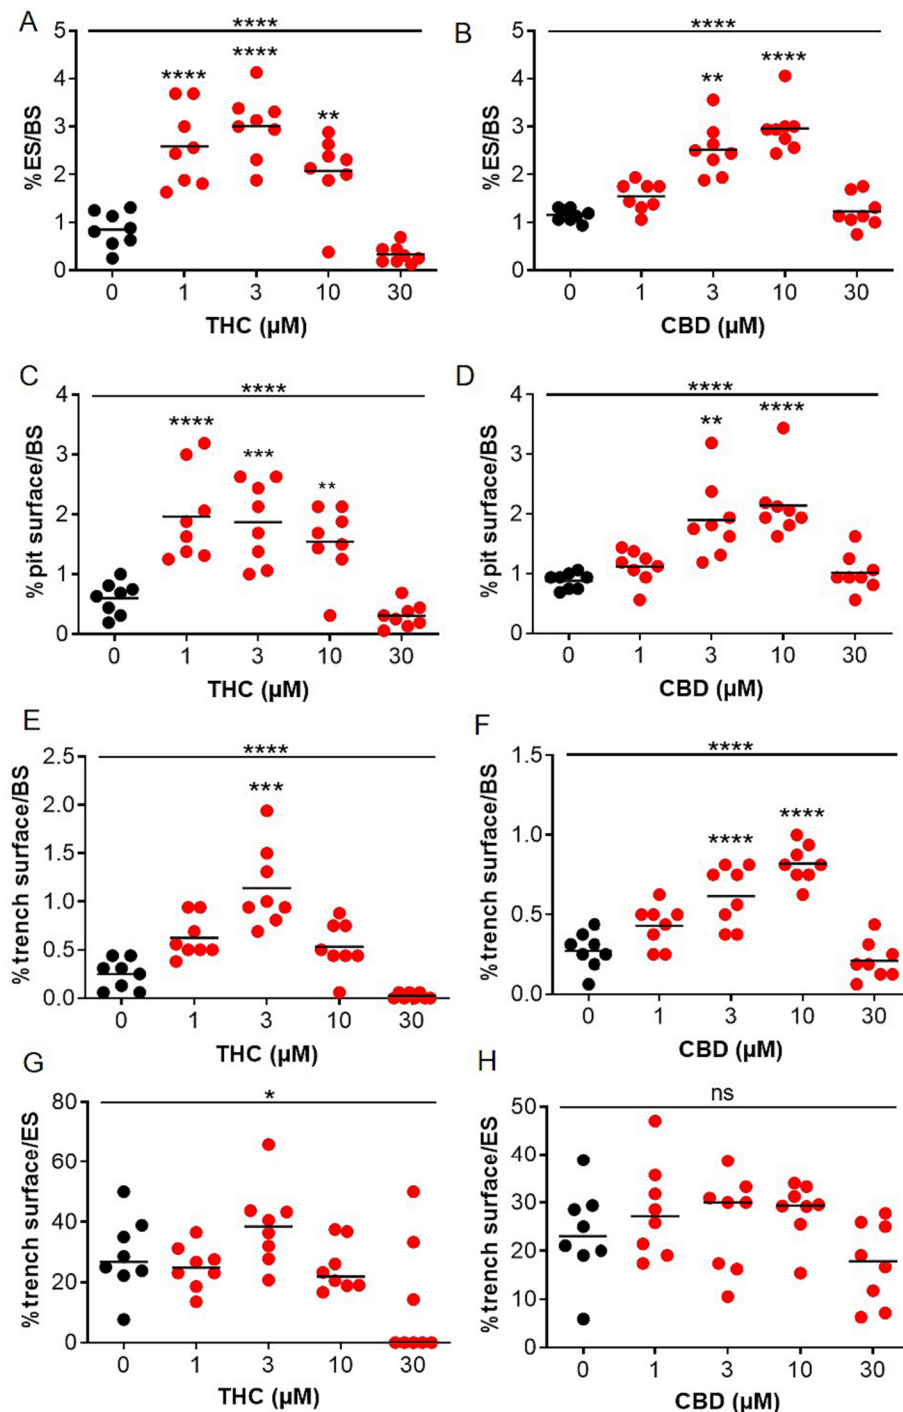 A
****
5
****
****
4
**
3
%ES/BS
2
1
0
0 1 3 10 30
THC (µM)
B
****
5
****
**
4
3
%ES/BS
2
1
0
0 1 3 10 30
CBD (µM)
C
****
4
****
***
**
3
%pit surface/BS
2
1
0
0 1 3 10 30
THC (µM)
D
****
4
**
****
3
%pit surface/BS
2
1
0
0 1 3 10 30
CBD (µM)
E
****
2.5
***
2.0
1.5
%trench surface/BS
1.0
0.5
0.0
0 1 3 10 30
THC (µM)
F
****
1.5
****
****
1.0
%trench surface/BS
0.5
0.0
0 1 3 10 30
CBD (µM)
G
*
80
60
%trench surface/ES
40
20
0
0 1 3 10 30
THC (µM)
H
ns
50
40
%trench surface/ES
30
20
10
0
0 1 3 10 30
CBD (µM)